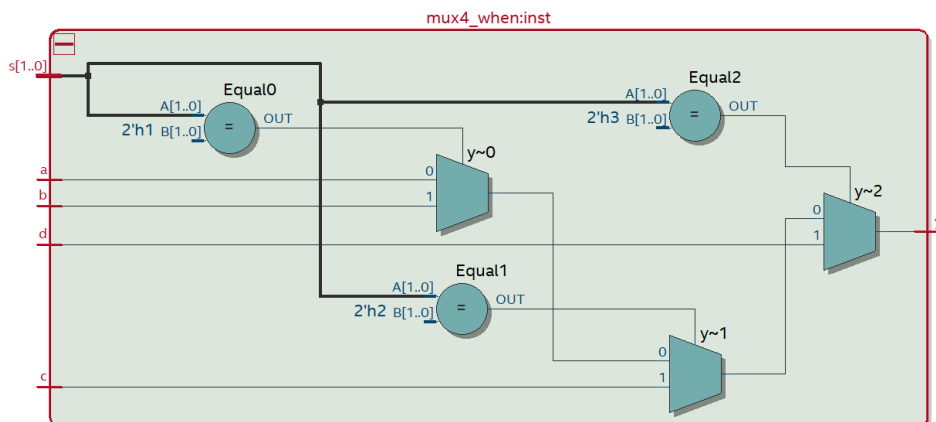 mux4_when:inst
s[1..0]
Equal0
A[1..0]
2'h1 B[1..0]
=
OUT
Equal2
A[1..0]
2'h3 B[1..0]
=
OUT
a
b
d
y~0
0
1
y~2
0
1
Equal1
A[1..0]
2'h2 B[1..0]
=
OUT
y~1
0
1
c